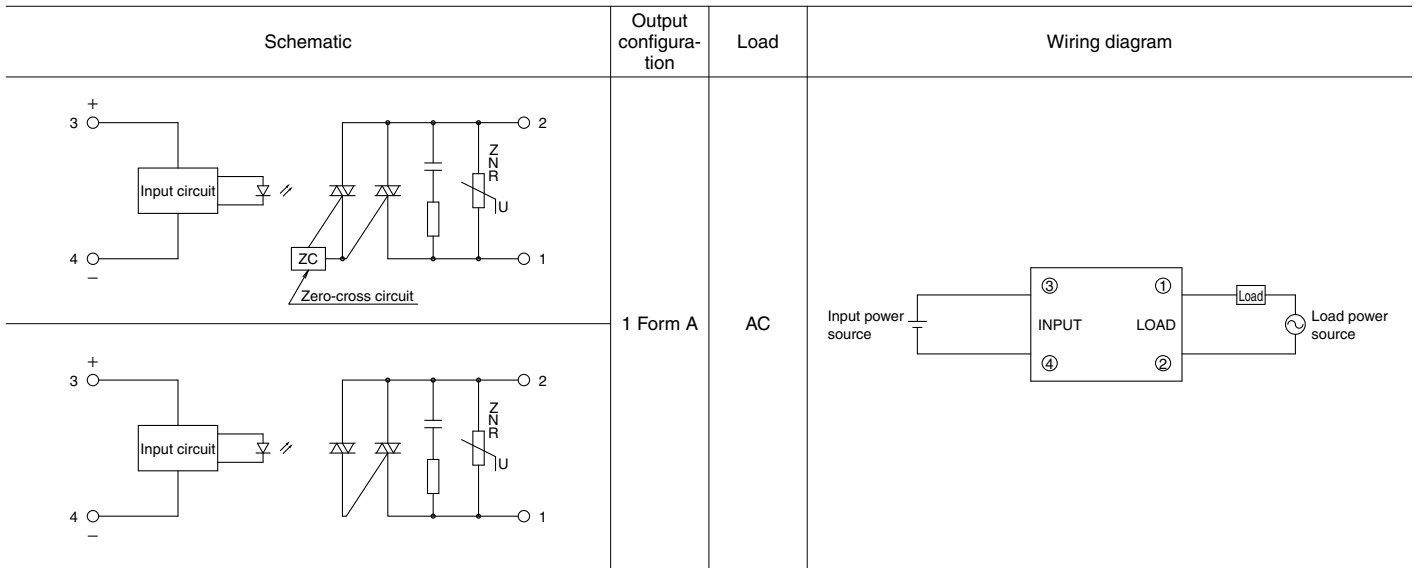 Schematic
Output
configura-
tion
Load
Wiring diagram
+
3
2
Z
N
R
Input circuit
U
4
−
ZC
1
Zero-cross circuit
+
3
2
Z
N
R
Input circuit
U
4
−
1
1 Form A
AC
Input power
source
③
①
INPUT
LOAD
④
②
Load
Load power
source